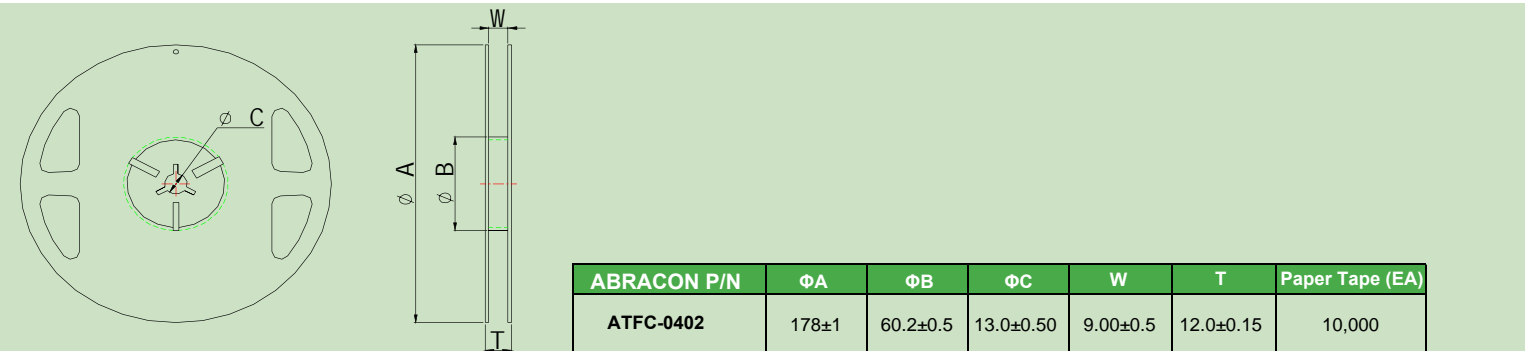 W
ø C
ø A
ø B
T
ABRACON P/N ΦA ΦB ΦC W T Paper Tape (EA)
ATFC-0402 178±1 60.2±0.5 13.0±0.50 9.00±0.5 12.0±0.15 10,000